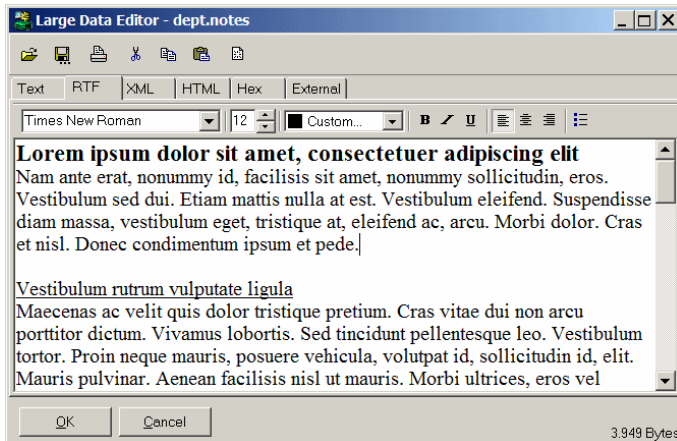 Large Data Editor - dept.notes
Text RTF XML HTML Hex External
Times New Roman 12 Custom... B I U
Lorem ipsum dolor sit amet, consectetuer adipiscing elit
Nam ante erat, nonummy id, facilisis sit amet, nonummy sollicitudin, eros.
Vestibulum sed dui. Etiam mattis nulla at est. Vestibulum eleifend. Suspendisse
diam massa, vestibulum eget, tristique at, eleifend ac, arcu. Morbi dolor. Cras
et nisl. Donec condimentum ipsum et pede.
Vestibulum rutrum vulputate ligula
Maecenas ac velit quis dolor tristique pretium. Cras vitae dui non arcu
porttitor dictum. Vivamus lobortis. Sed tincidunt pellentesque leo. Vestibulum
tortor. Proin neque mauris, posuere vehicula, volutpat id, sollicitudin id, elit.
Mauris pulvinar. Aenean facilisis nisl ut mauris. Morbi ultrices, eros vel
OK Cancel
3.949 Bytes